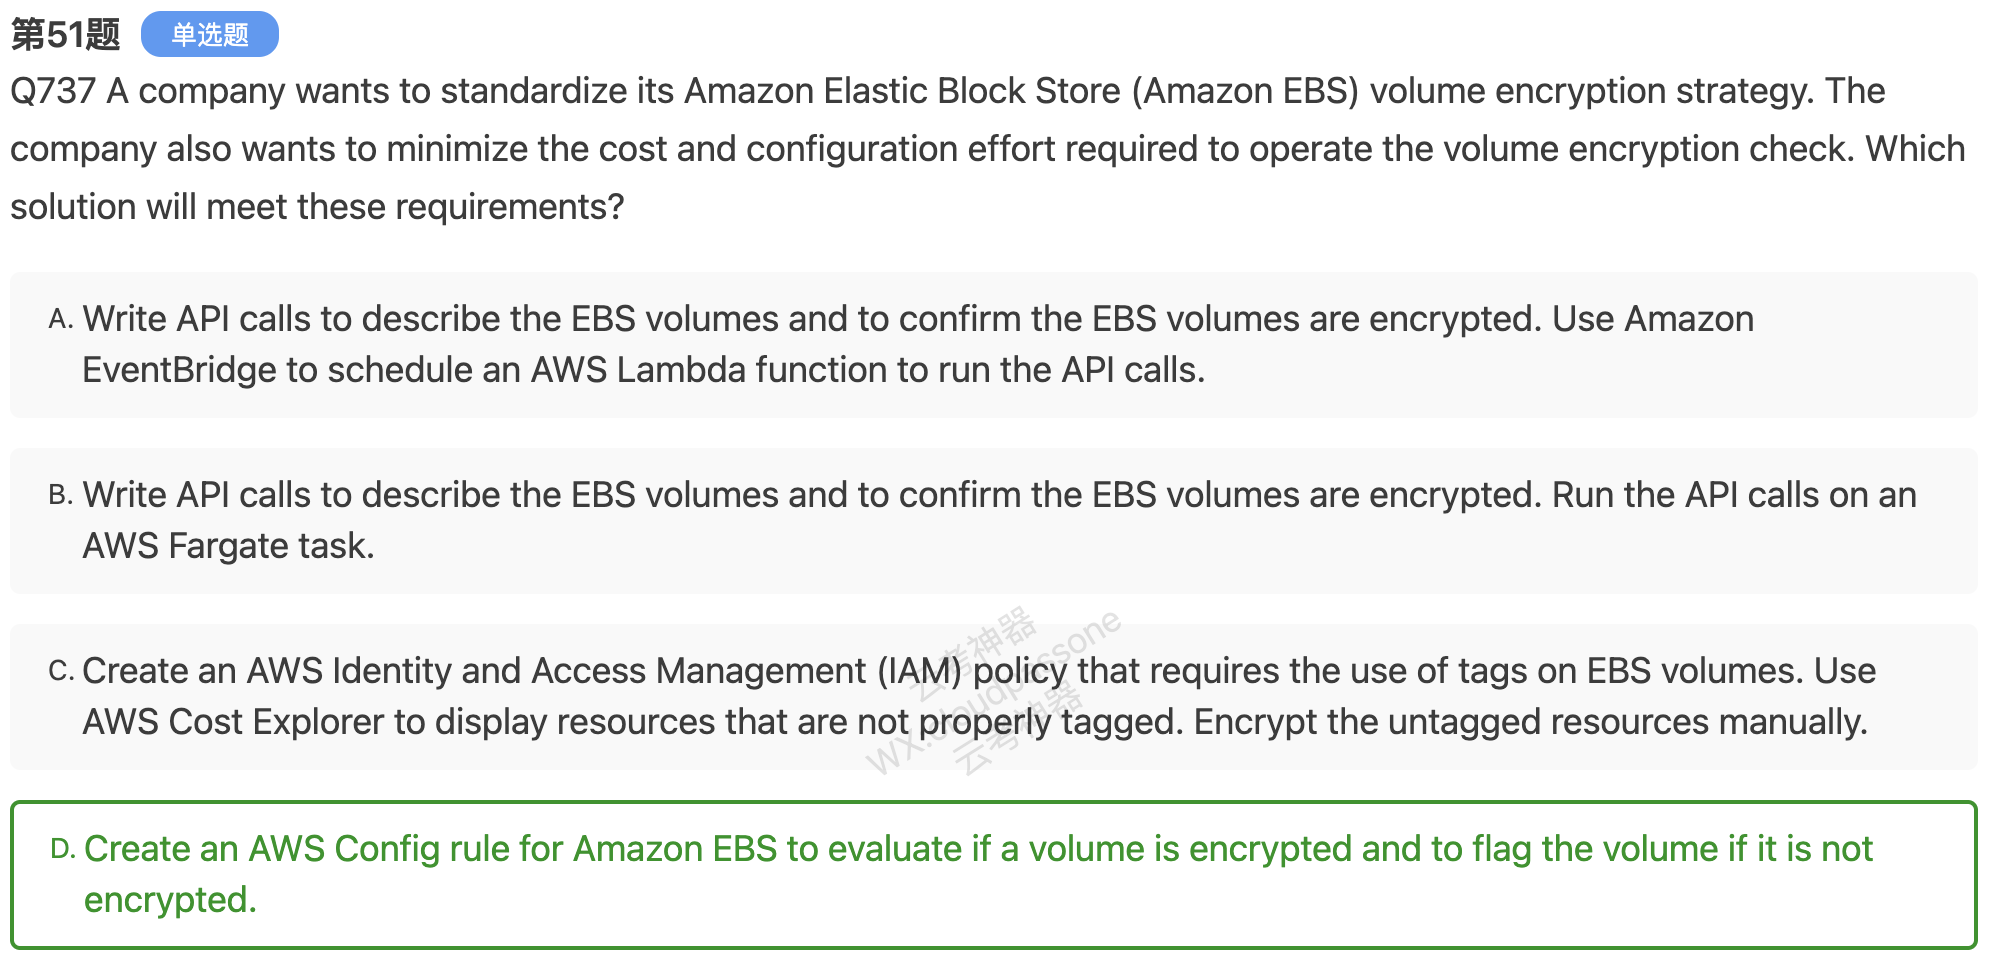 第51题 单选题
Q737 A company wants to standardize its Amazon Elastic Block Store (Amazon EBS) volume encryption strategy. The
company also wants to minimize the cost and configuration effort required to operate the volume encryption check. Which
solution will meet these requirements?
A. Write API calls to describe the EBS volumes and to confirm the EBS volumes are encrypted. Use Amazon
EventBridge to schedule an AWS Lambda function to run the API calls.
B. Write API calls to describe the EBS volumes and to confirm the EBS volumes are encrypted. Run the API calls on an
AWS Fargate task.
云考神器
WX:cloudpassone
云考神器
C. Create an AWS Identity and Access Management (IAM) policy that requires the use of tags on EBS volumes. Use
AWS Cost Explorer to display resources that are not properly tagged. Encrypt the untagged resources manually.
D. Create an AWS Config rule for Amazon EBS to evaluate if a volume is encrypted and to flag the volume if it is not
encrypted.